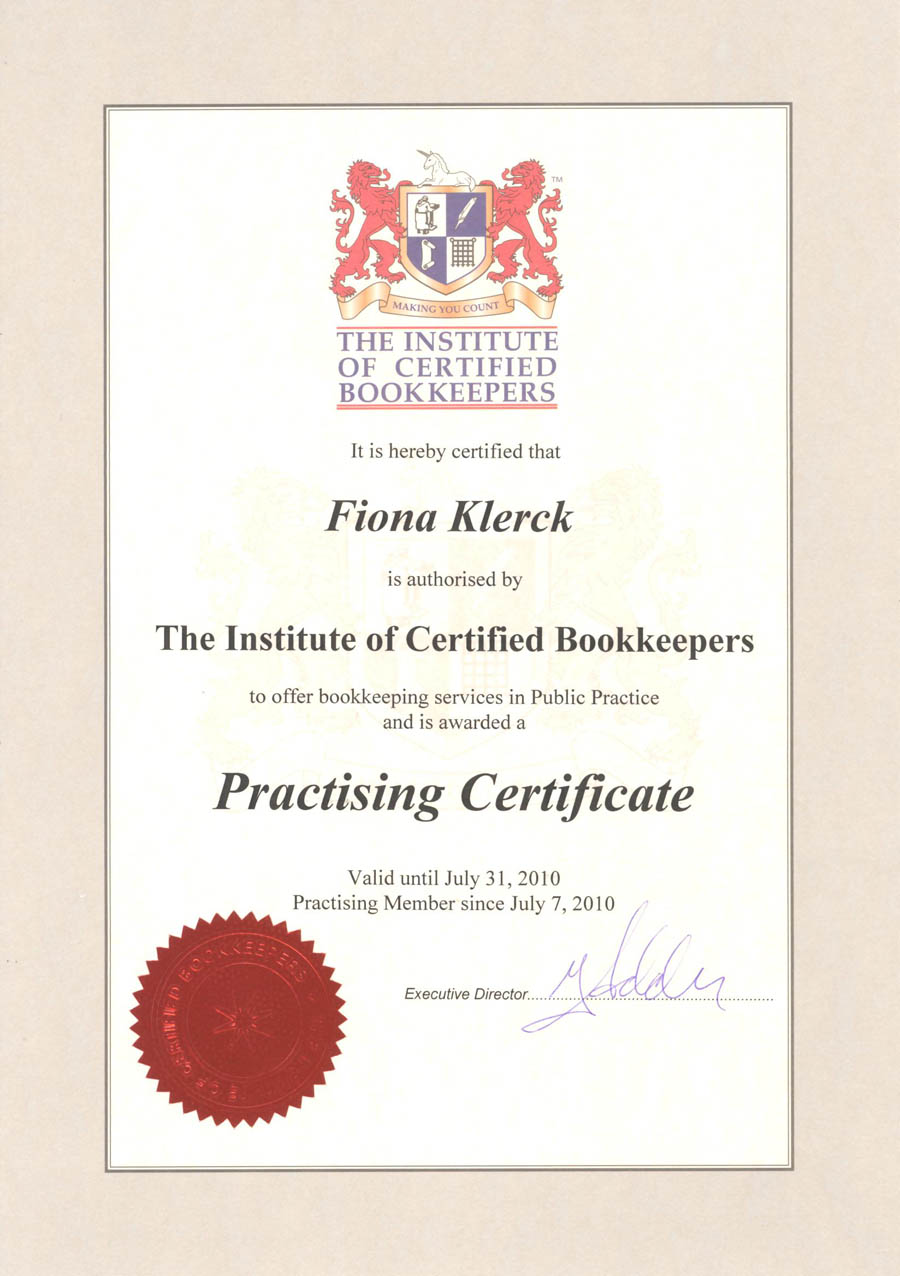 TM
MAKING YOU COUNT
THE INSTITUTE
OF CERTIFIED
BOOKKEEPERS
It is hereby certified that
Fiona Klerck
is authorised by
The Institute of Certified Bookkeepers
to offer bookkeeping services in Public Practice
and is awarded a
Practising Certificate
Valid until July 31, 2010
Practising Member since July 7, 2010
Executive Director
OF CERTIFIED BOOKKEEPERS